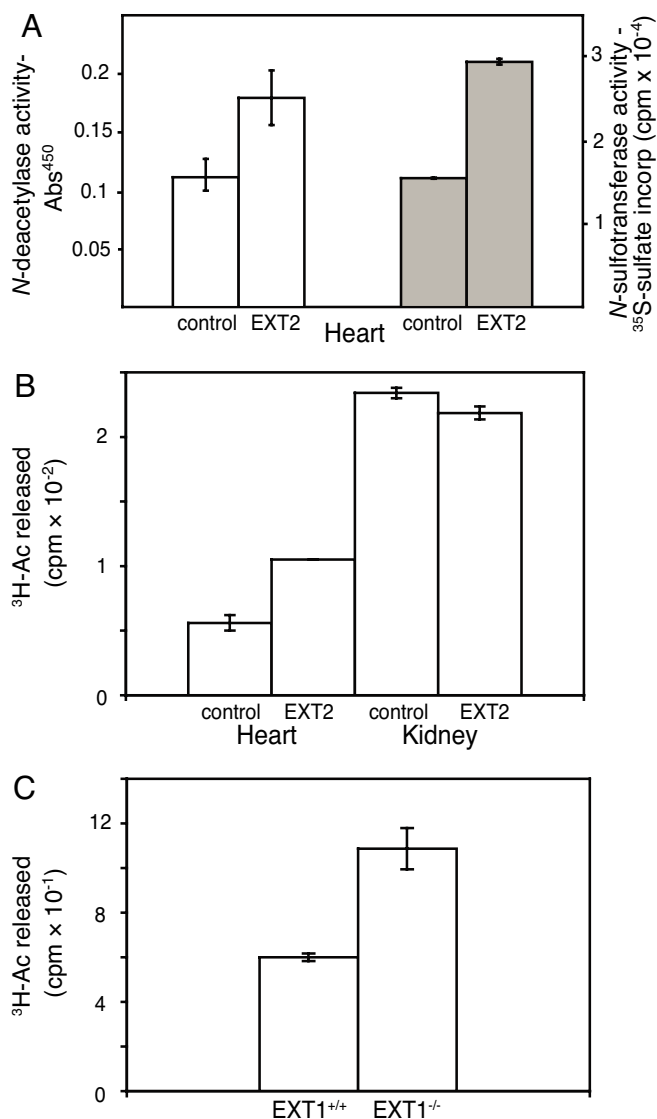 A
N-deacetylase activity-
Abs⁴⁵⁰
0.2
0.15
0.1
0.05
3
2
1
N-sulfotransferase activity -
³⁵S-sulfate incorp (cpm x 10⁻⁴)
control EXT2 control EXT2
Heart
B
³H-Ac released
(cpm × 10⁻²)
2
1
0
control EXT2 control EXT2
Heart Kidney
C
³H-Ac released
(cpm × 10⁻¹)
12
8
4
0
EXT1⁺/⁺ EXT1⁻/⁻